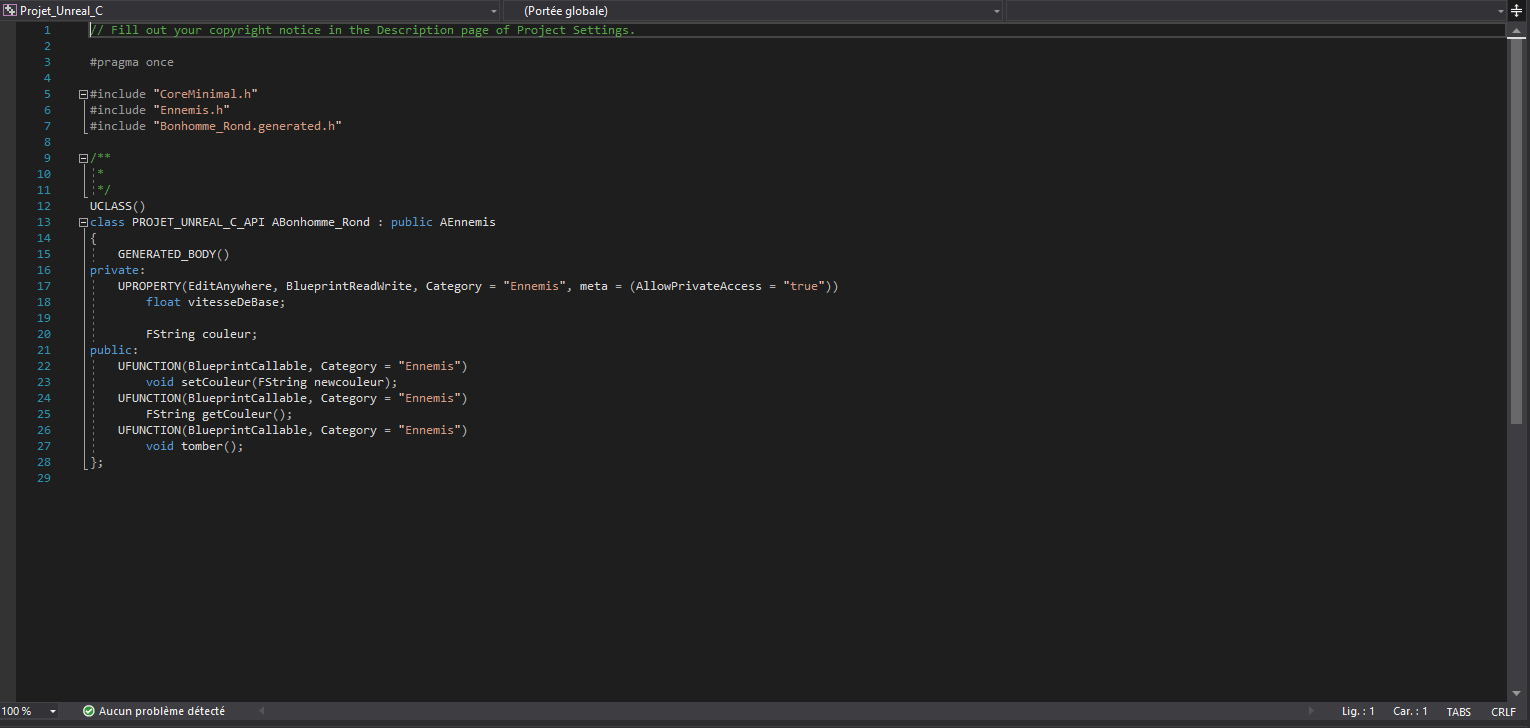 Projet_Unreal_C (Portée globale)
1 // Fill out your copyright notice in the Description page of Project Settings.
2
3 #pragma once
4
5 #include "CoreMinimal.h"
6 #include "Ennemis.h"
7 #include "Bonhomme_Rond.generated.h"
8
9 /**
10 *
11 */
12 UCLASS()
13 class PROJET_UNREAL_C_API ABonhomme_Rond : public AEnnemis
14 {
15 GENERATED_BODY()
16 private:
17 UPROPERTY(EditAnywhere, BlueprintReadWrite, Category = "Ennemis", meta = (AllowPrivateAccess = "true"))
18 float vitesseDeBase;
19
20 FString couleur;
21 public:
22 UFUNCTION(BlueprintCallable, Category = "Ennemis")
23 void setCouleur(FString newcouleur);
24 UFUNCTION(BlueprintCallable, Category = "Ennemis")
25 FString getCouleur();
26 UFUNCTION(BlueprintCallable, Category = "Ennemis")
27 void tomber();
28 };
29
100 % Aucun problème détecté Lig. : 1 Car. : 1 TABS CRLF